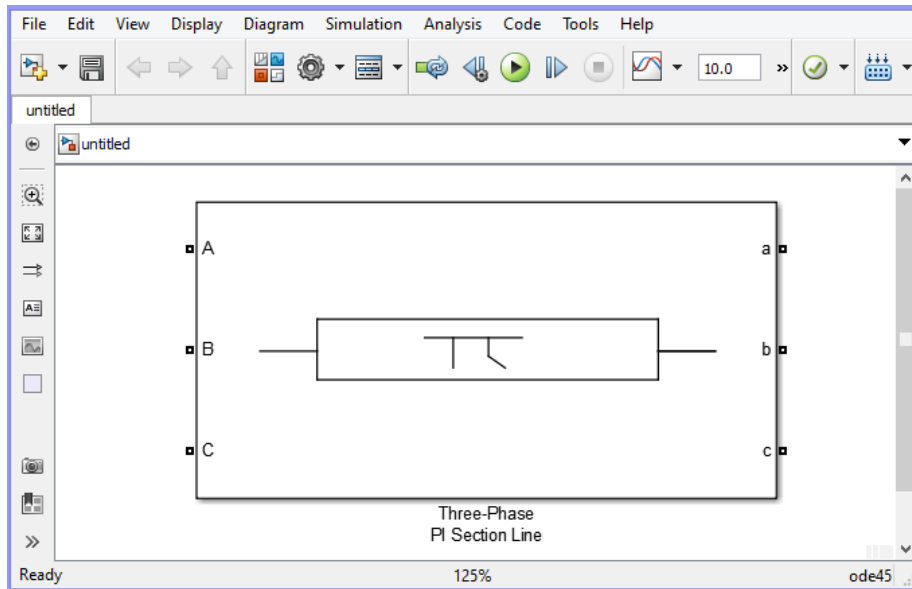 File Edit View Display Diagram Simulation Analysis Code Tools Help
10.0 »
untitled
untitled
A a
B b
C c
Three-Phase
PI Section Line
Ready 125% ode45